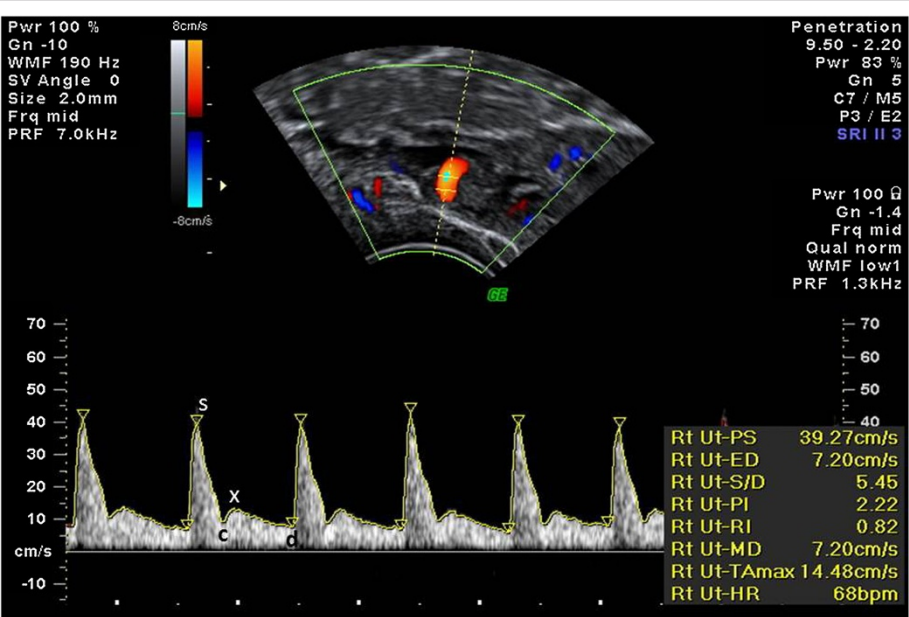 Pwr 100 %
Gn -10
WMF 190 Hz
SV Angle 0
Size 2.0mm
Frq mid
PRF 7.0kHz
8cm/s
-8cm/s
Penetration
9.50 - 2.20
Pwr 83 %
Gn 5
C7 / M5
P3 / E2
SRI II 3
Pwr 100
Gn -1.4
Frq mid
Qual norm
WMF low1
PRF 1.3kHz
GE
70
60
50
40
30
20
10
cm/s
-10
S
X
c
d
70
60
50
40
Rt Ut-PS 39.27cm/s
Rt Ut-ED 7.20cm/s
Rt Ut-S/D 5.45
Rt Ut-PI 2.22
Rt Ut-RI 0.82
Rt Ut-MD 7.20cm/s
Rt Ut-TAmax 14.48cm/s
Rt Ut-HR 68bpm